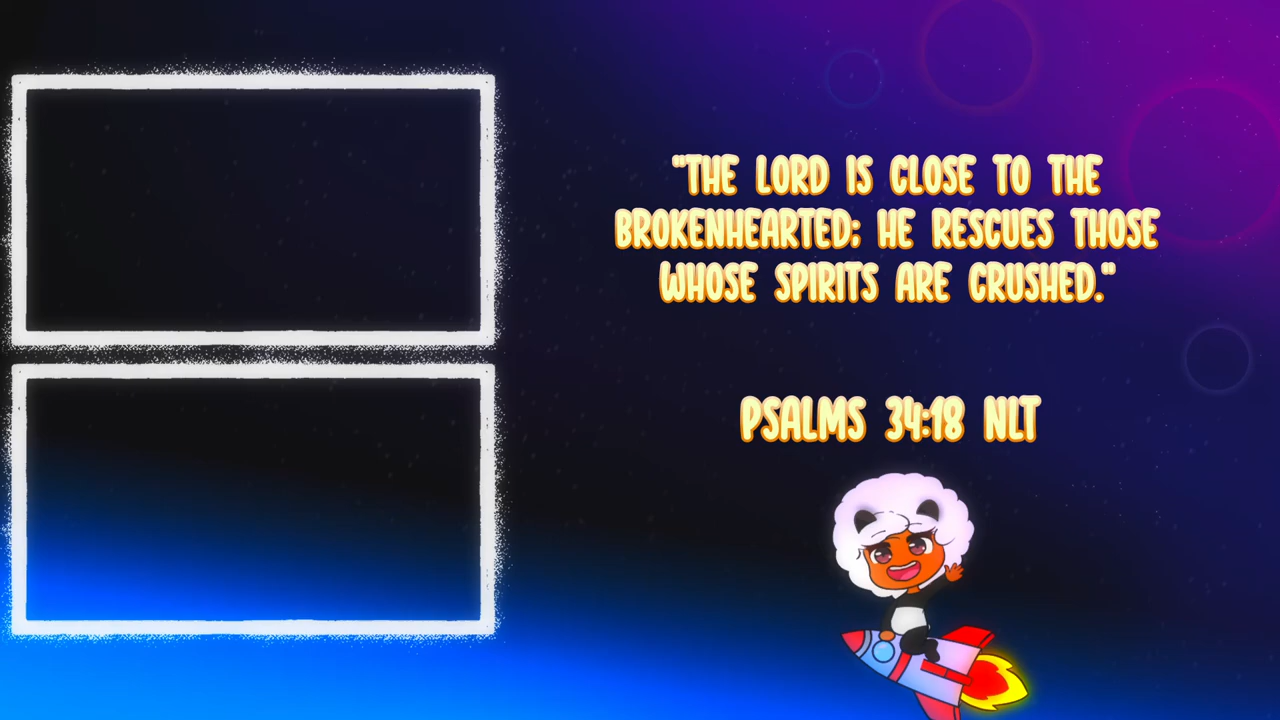 "THE LORD IS CLOSE TO THE
BROKENHEARTED; HE RESCUES THOSE
WHOSE SPIRITS ARE CRUSHED."
PSALMS 34:18 NLT